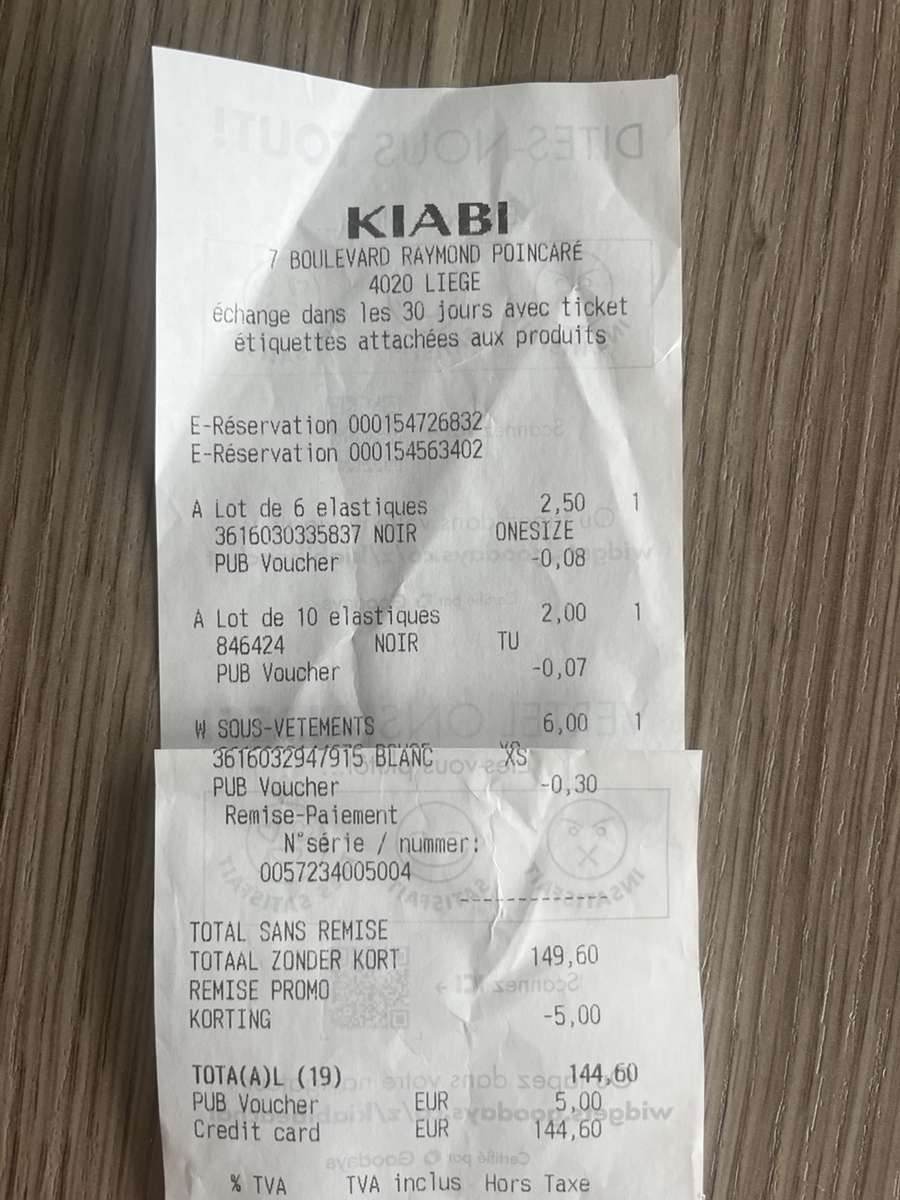 KIABI
7 BOULEVARD RAYMOND POINCARÉ
4020 LIEGE
échange dans les 30 jours avec ticket
étiquettes attachées aux produits
E-Réservation 000154726832
E-Réservation 000154563402
A Lot de 6 elastiques 2,50 1
3616030335837 NOIR ONESIZE
PUB Voucher -0,08
A Lot de 10 elastiques 2,00 1
846424 NOIR TU
PUB Voucher -0,07
W SOUS-VETEMENTS 6,00 1
3616032947915 BLANC XS
PUB Voucher -0,30
Remise-Paiement
N°série / nummer:
0057234005004
--------------
TOTAL SANS REMISE
TOTAAL ZONDER KORT 149,60
REMISE PROMO
KORTING -5,00
TOTA(A)L (19) 144,60
PUB Voucher EUR 5,00
Credit card EUR 144,60
% TVA TVA inclus Hors Taxe